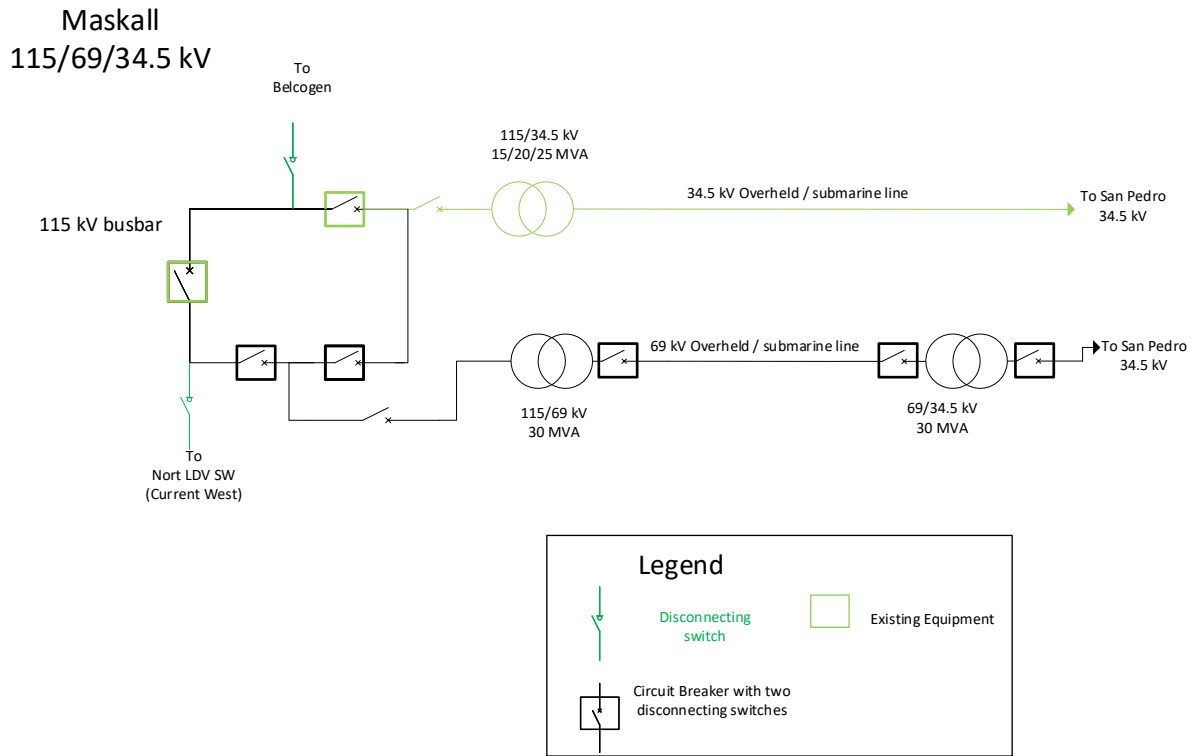 Maskall
115/69/34.5 kV
To
Belcogen
115/34.5 kV
15/20/25 MVA
34.5 kV Overheld / submarine line
To San Pedro
34.5 kV
115 kV busbar
69 kV Overheld / submarine line
To San Pedro
34.5 kV
115/69 kV
30 MVA
69/34.5 kV
30 MVA
To
Nort LDV SW
(Current West)
Legend
Disconnecting
switch
Existing Equipment
Circuit Breaker with two
disconnecting switches